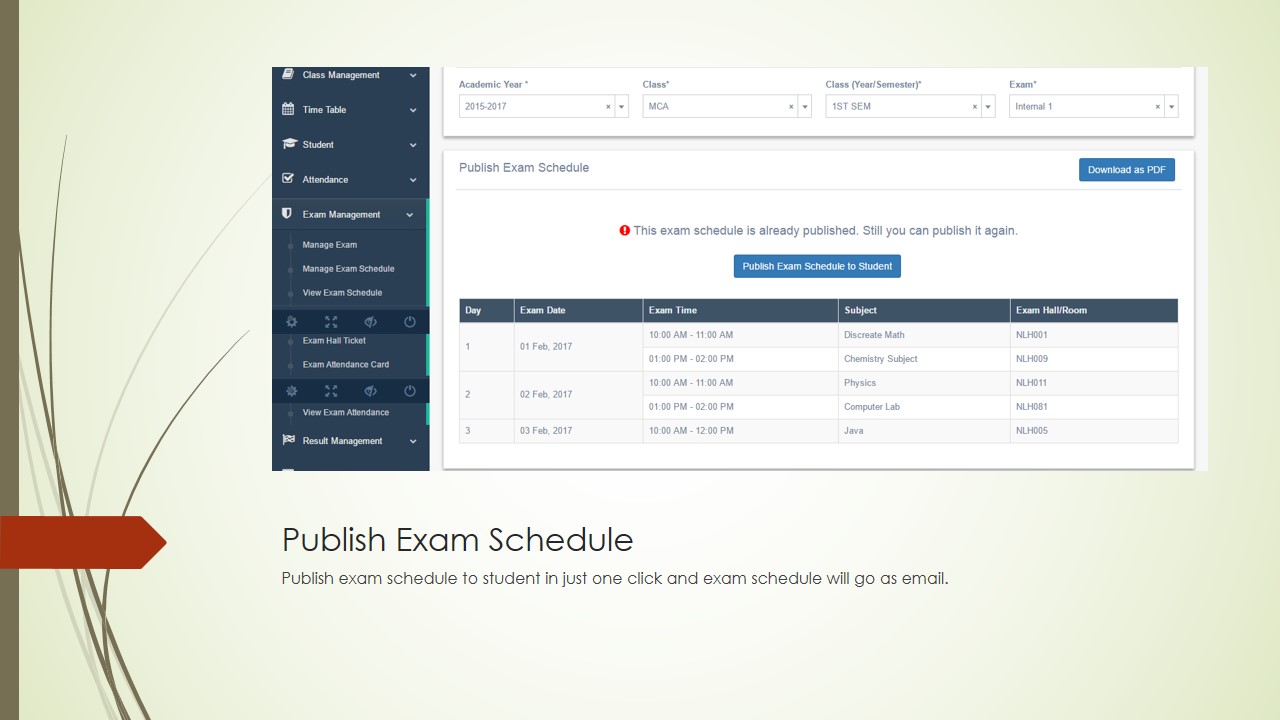 Class Management
Time Table
Student
Attendance
Exam Management
Manage Exam
Manage Exam Schedule
View Exam Schedule
Exam Hall Ticket
Exam Attendance Card
View Exam Attendance
Result Management
Academic Year * Class* Class (Year/Semester)* Exam*
2015-2017 × MCA × 1ST SEM × Internal 1 ×
Publish Exam Schedule Download as PDF
This exam schedule is already published. Still you can publish it again.
Publish Exam Schedule to Student
Day Exam Date Exam Time Subject Exam Hall/Room
1 01 Feb, 2017 10:00 AM - 11:00 AM Discreate Math NLH001
01:00 PM - 02:00 PM Chemistry Subject NLH009
2 02 Feb, 2017 10:00 AM - 11:00 AM Physics NLH011
01:00 PM - 02:00 PM Computer Lab NLH081
3 03 Feb, 2017 10:00 AM - 12:00 PM Java NLH005
Publish Exam Schedule
Publish exam schedule to student in just one click and exam schedule will go as email.